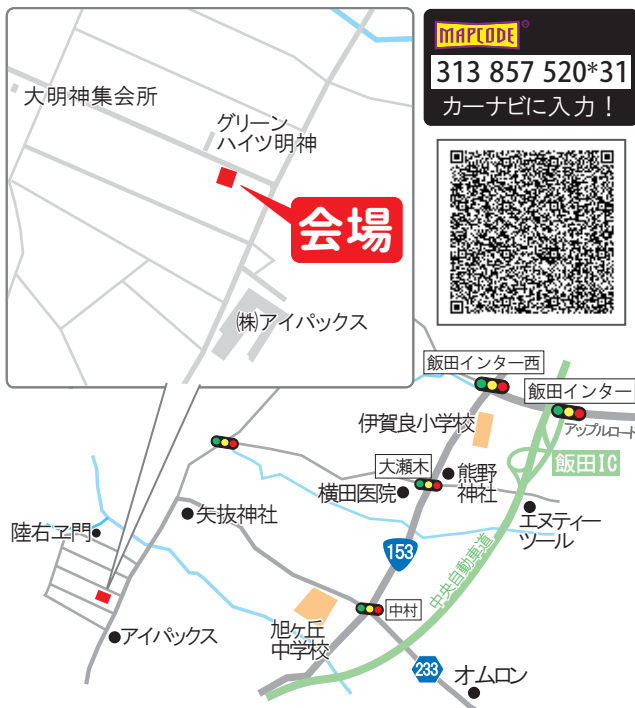 大明神集会所
グリーン
ハイツ明神
会場
㈱アイパックス
MAPCODE
®
313 857 520*31
カーナビに入力！
飯田インター西
飯田インター
アップルロード
伊賀良小学校
飯田IC
大瀬木
熊野
神社
横田医院
エヌティー
ツール
矢抜神社
陸右ヱ門
153
中央自動車道
中村
旭ヶ丘
中学校
アイパックス
233
オムロン